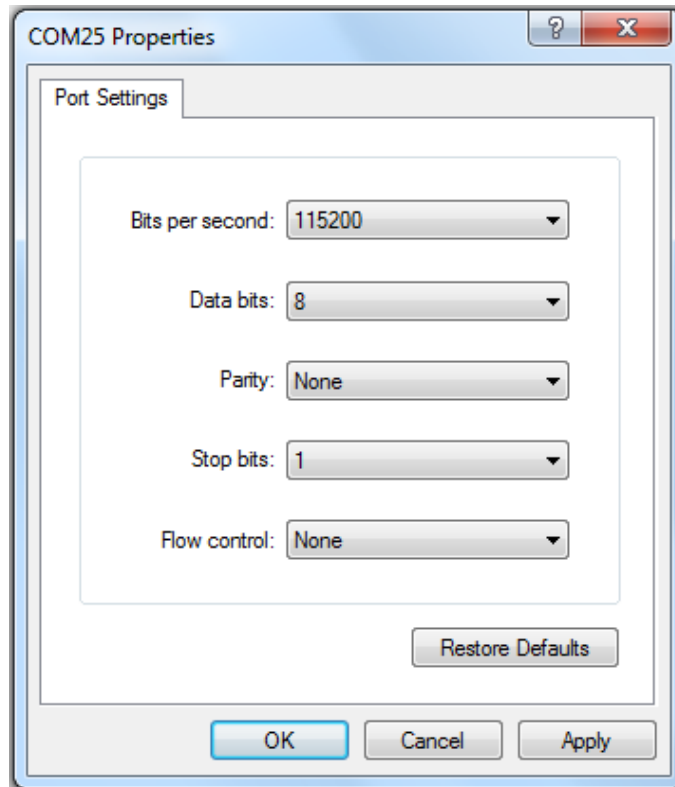 COM25 Properties
?
X
Port Settings
Bits per second: 115200
Data bits: 8
Parity: None
Stop bits: 1
Flow control: None
Restore Defaults
OK Cancel Apply